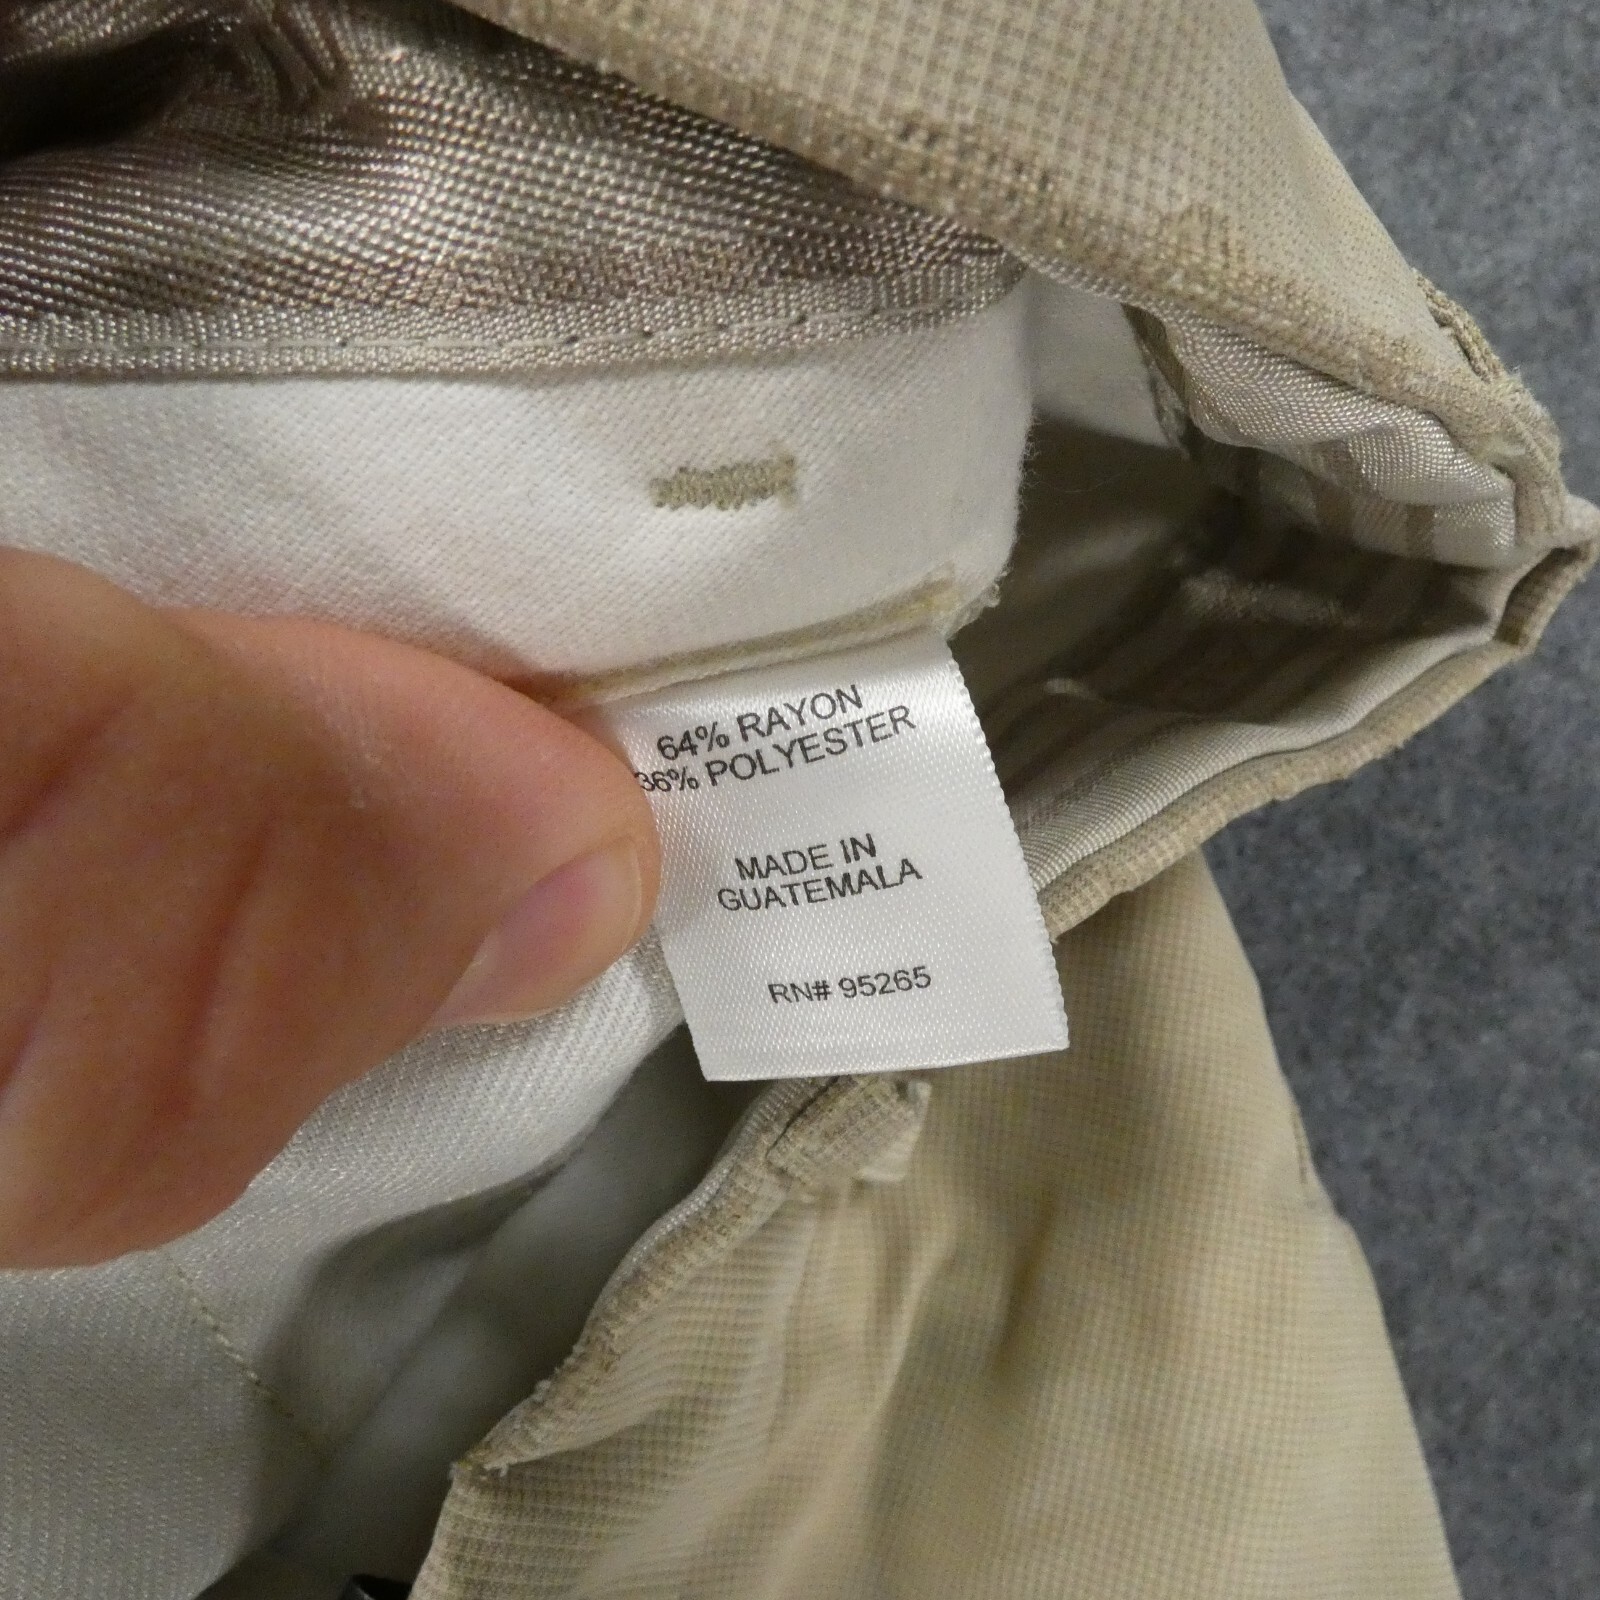 64% RAYON
36% POLYESTER
MADE IN
GUATEMALA
RN# 95265